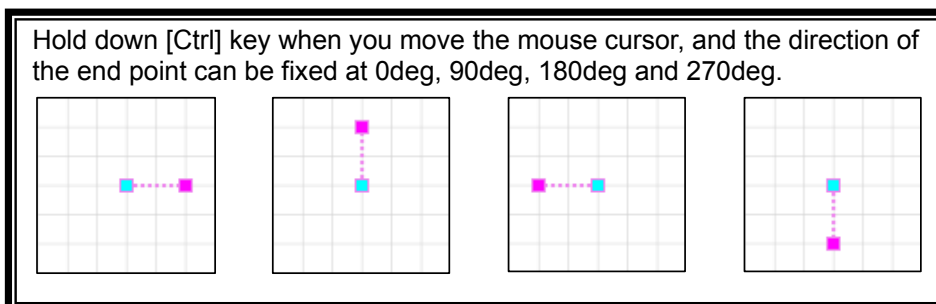 Hold down [Ctrl] key when you move the mouse cursor, and the direction of
the end point can be fixed at 0deg, 90deg, 180deg and 270deg.